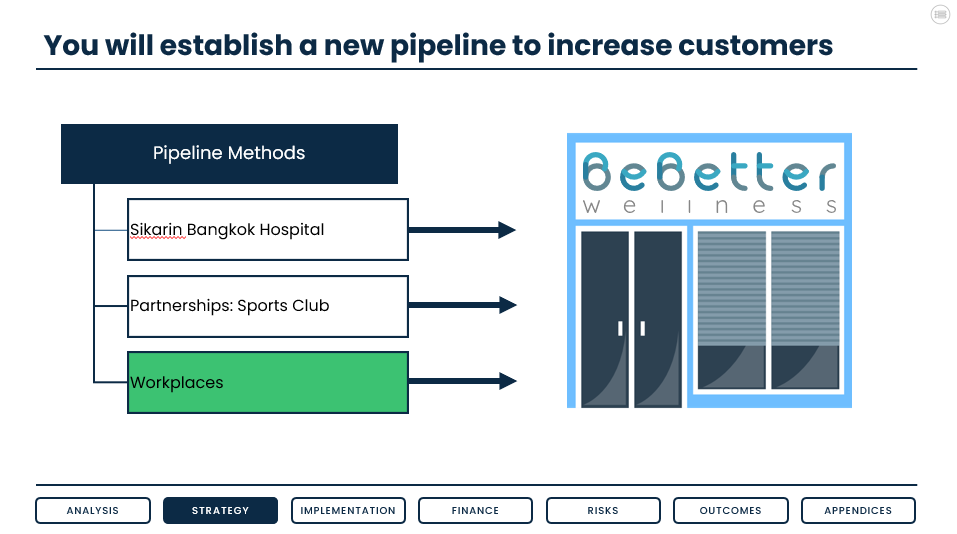 You will establish a new pipeline to increase customers
Pipeline Methods
Sikarin Bangkok Hospital
Partnerships: Sports Club
Workplaces
BeBetter
wellness
ANALYSIS
STRATEGY
IMPLEMENTATION
FINANCE
RISKS
OUTCOMES
APPENDICES